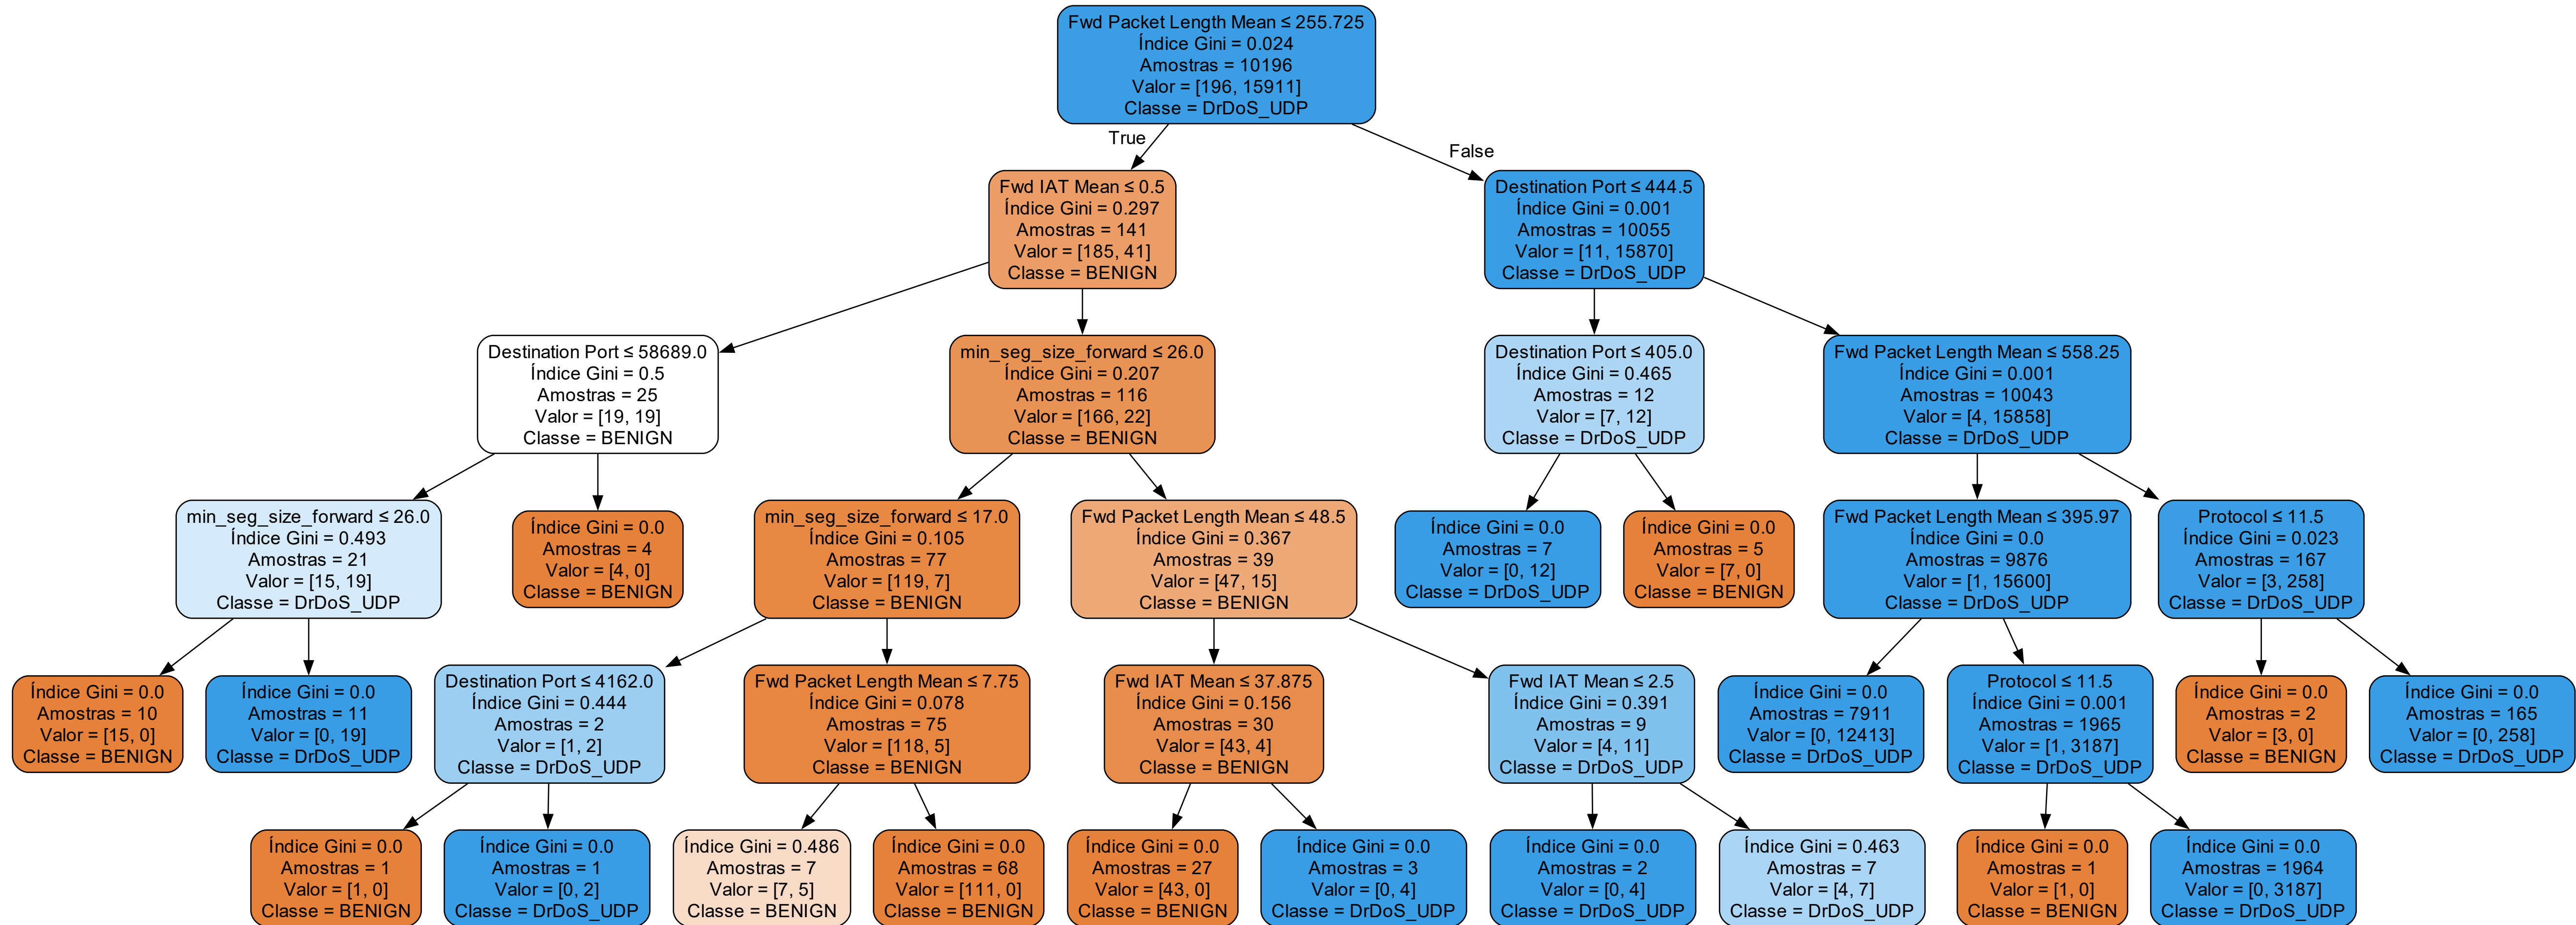 Fwd Packet Length Mean ≤ 255.725
Índice Gini = 0.024
Amostras = 10196
Valor = [196, 15911]
Classe = DrDoS_UDP
True
False
Fwd IAT Mean ≤ 0.5
Índice Gini = 0.297
Amostras = 141
Valor = [185, 41]
Classe = BENIGN
Destination Port ≤ 444.5
Índice Gini = 0.001
Amostras = 10055
Valor = [11, 15870]
Classe = DrDoS_UDP
Destination Port ≤ 58689.0
Índice Gini = 0.5
Amostras = 25
Valor = [19, 19]
Classe = BENIGN
min_seg_size_forward ≤ 26.0
Índice Gini = 0.207
Amostras = 116
Valor = [166, 22]
Classe = BENIGN
Destination Port ≤ 405.0
Índice Gini = 0.465
Amostras = 12
Valor = [7, 12]
Classe = DrDoS_UDP
Fwd Packet Length Mean ≤ 558.25
Índice Gini = 0.001
Amostras = 10043
Valor = [4, 15858]
Classe = DrDoS_UDP
min_seg_size_forward ≤ 26.0
Índice Gini = 0.493
Amostras = 21
Valor = [15, 19]
Classe = DrDoS_UDP
Índice Gini = 0.0
Amostras = 4
Valor = [4, 0]
Classe = BENIGN
min_seg_size_forward ≤ 17.0
Índice Gini = 0.105
Amostras = 77
Valor = [119, 7]
Classe = BENIGN
Fwd Packet Length Mean ≤ 48.5
Índice Gini = 0.367
Amostras = 39
Valor = [47, 15]
Classe = BENIGN
Índice Gini = 0.0
Amostras = 7
Valor = [0, 12]
Classe = DrDoS_UDP
Índice Gini = 0.0
Amostras = 5
Valor = [7, 0]
Classe = BENIGN
Fwd Packet Length Mean ≤ 395.97
Índice Gini = 0.0
Amostras = 9876
Valor = [1, 15600]
Classe = DrDoS_UDP
Protocol ≤ 11.5
Índice Gini = 0.023
Amostras = 167
Valor = [3, 258]
Classe = DrDoS_UDP
Índice Gini = 0.0
Amostras = 10
Valor = [15, 0]
Classe = BENIGN
Índice Gini = 0.0
Amostras = 11
Valor = [0, 19]
Classe = DrDoS_UDP
Destination Port ≤ 4162.0
Índice Gini = 0.444
Amostras = 2
Valor = [1, 2]
Classe = DrDoS_UDP
Fwd Packet Length Mean ≤ 7.75
Índice Gini = 0.078
Amostras = 75
Valor = [118, 5]
Classe = BENIGN
Fwd IAT Mean ≤ 37.875
Índice Gini = 0.156
Amostras = 30
Valor = [43, 4]
Classe = BENIGN
Fwd IAT Mean ≤ 2.5
Índice Gini = 0.391
Amostras = 9
Valor = [4, 11]
Classe = DrDoS_UDP
Índice Gini = 0.0
Amostras = 7911
Valor = [0, 12413]
Classe = DrDoS_UDP
Protocol ≤ 11.5
Índice Gini = 0.001
Amostras = 1965
Valor = [1, 3187]
Classe = DrDoS_UDP
Índice Gini = 0.0
Amostras = 2
Valor = [3, 0]
Classe = BENIGN
Índice Gini = 0.0
Amostras = 165
Valor = [0, 258]
Classe = DrDoS_UDP
Índice Gini = 0.0
Amostras = 1
Valor = [1, 0]
Classe = BENIGN
Índice Gini = 0.0
Amostras = 1
Valor = [0, 2]
Classe = DrDoS_UDP
Índice Gini = 0.486
Amostras = 7
Valor = [7, 5]
Classe = BENIGN
Índice Gini = 0.0
Amostras = 68
Valor = [111, 0]
Classe = BENIGN
Índice Gini = 0.0
Amostras = 27
Valor = [43, 0]
Classe = BENIGN
Índice Gini = 0.0
Amostras = 3
Valor = [0, 4]
Classe = DrDoS_UDP
Índice Gini = 0.0
Amostras = 2
Valor = [0, 4]
Classe = DrDoS_UDP
Índice Gini = 0.463
Amostras = 7
Valor = [4, 7]
Classe = DrDoS_UDP
Índice Gini = 0.0
Amostras = 1
Valor = [1, 0]
Classe = BENIGN
Índice Gini = 0.0
Amostras = 1964
Valor = [0, 3187]
Classe = DrDoS_UDP